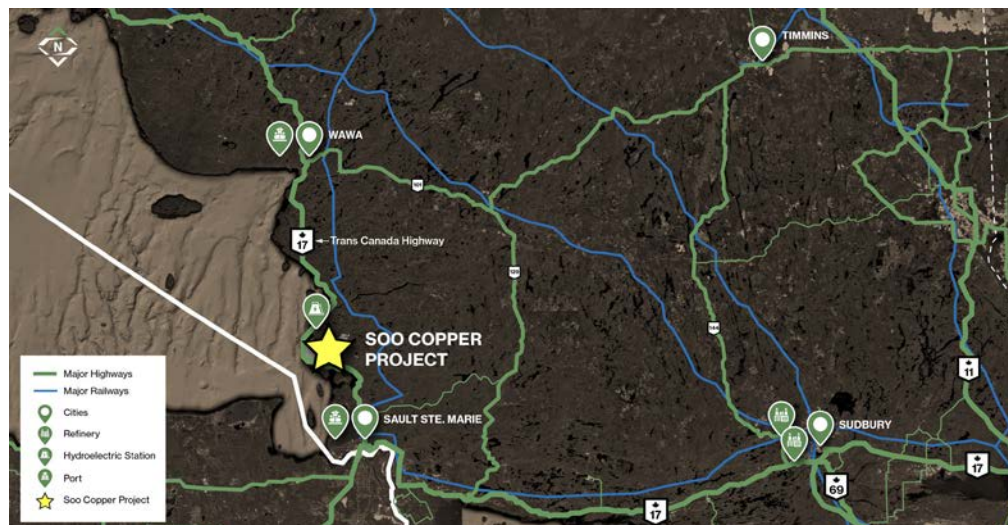 N
TIMMINS
WAWA
101
17
Trans Canada Highway
129
SOO COPPER
PROJECT
144
11
Major Highways
Major Railways
Cities
Refinery
Hydroelectric Station
Port
Soo Copper Project
SAULT STE. MARIE
SUDBURY
17
69
17